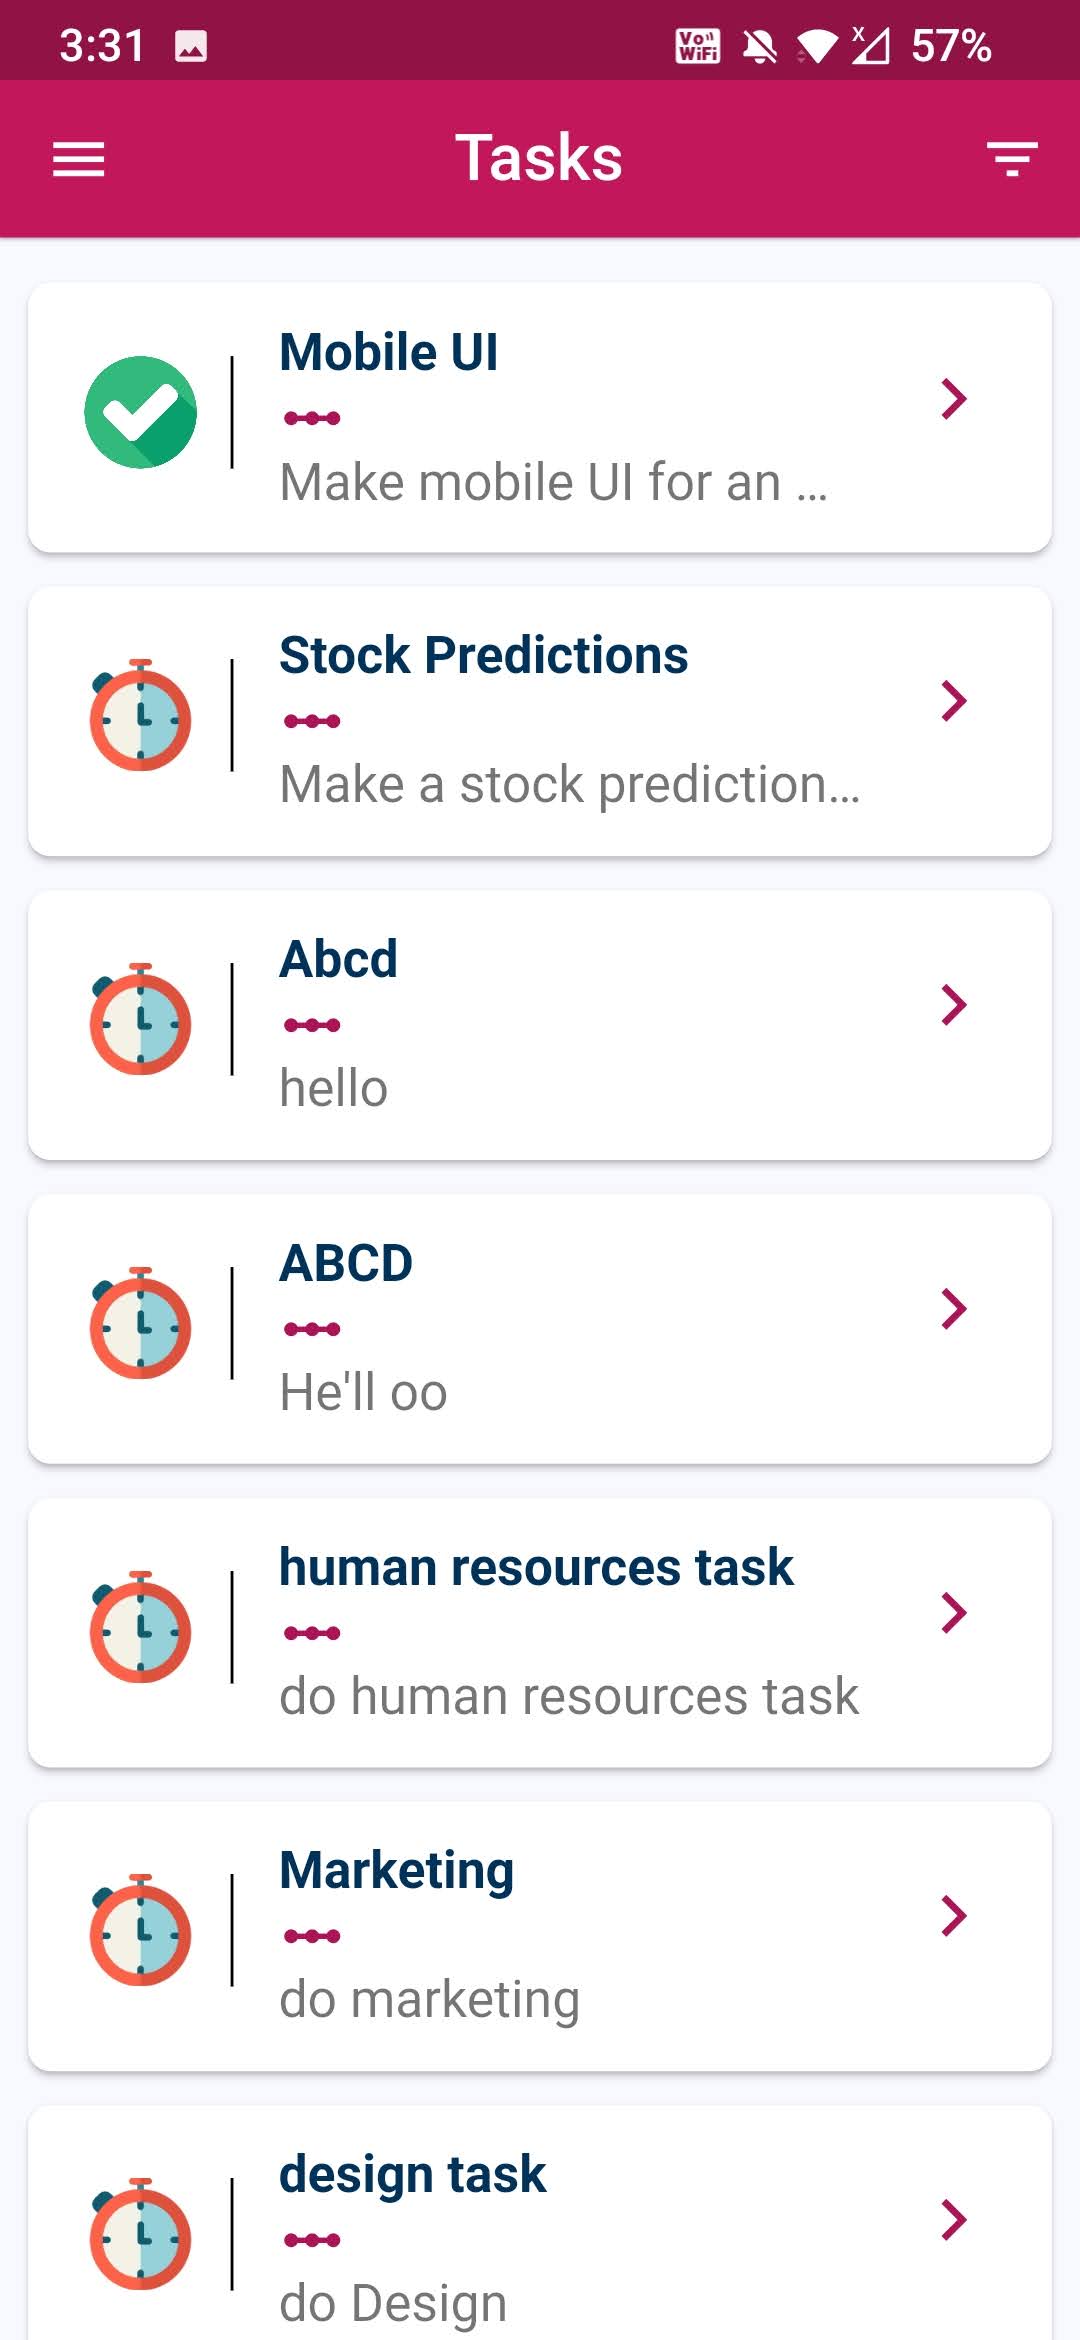 3:31 Vo WiFi x 57%
Tasks
Mobile UI
Make mobile UI for an ...
Stock Predictions
Make a stock prediction...
Abcd
hello
ABCD
He'll oo
human resources task
do human resources task
Marketing
do marketing
design task
do Design